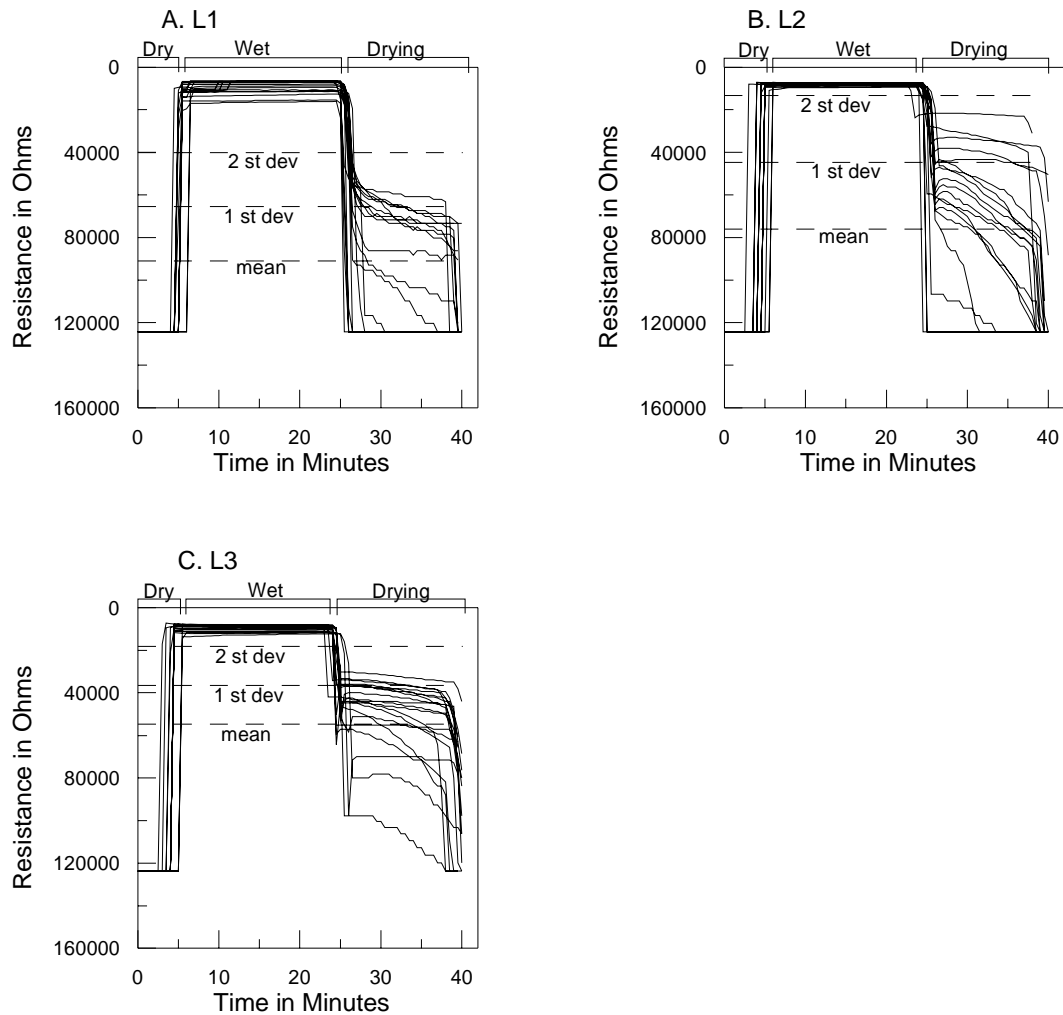 A. L1
Dry Wet Drying
0
40000
80000
120000
160000
Resistance in Ohms
2 st dev
1 st dev
mean
0 10 20 30 40
Time in Minutes
B. L2
Dry Wet Drying
0
40000
80000
120000
160000
Resistance in Ohms
2 st dev
1 st dev
mean
0 10 20 30 40
Time in Minutes
C. L3
Dry Wet Drying
0
40000
80000
120000
160000
Resistance in Ohms
2 st dev
1 st dev
mean
0 10 20 30 40
Time in Minutes